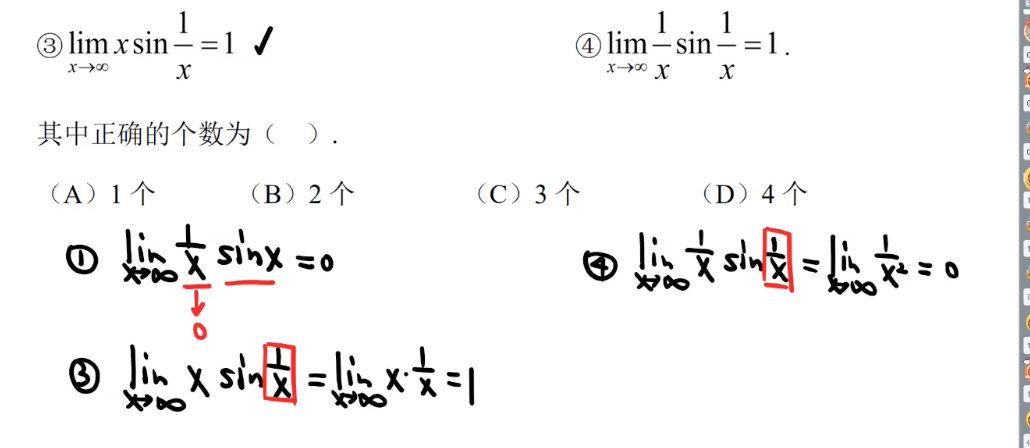 ③ lim x→∞ x sin 1/x = 1 ✓ ④ lim x→∞ 1/x sin 1/x = 1.
其中正确的个数为（ ）.
（A）1 个 （B）2 个 （C）3 个 （D）4 个
① lim x→∞ 1/x sinx = 0 ④ lim x→∞ 1/x sin 1/x = lim x→∞ 1/x² = 0
↓
0
③ lim x→∞ x sin 1/x = lim x→∞ x · 1/x = 1